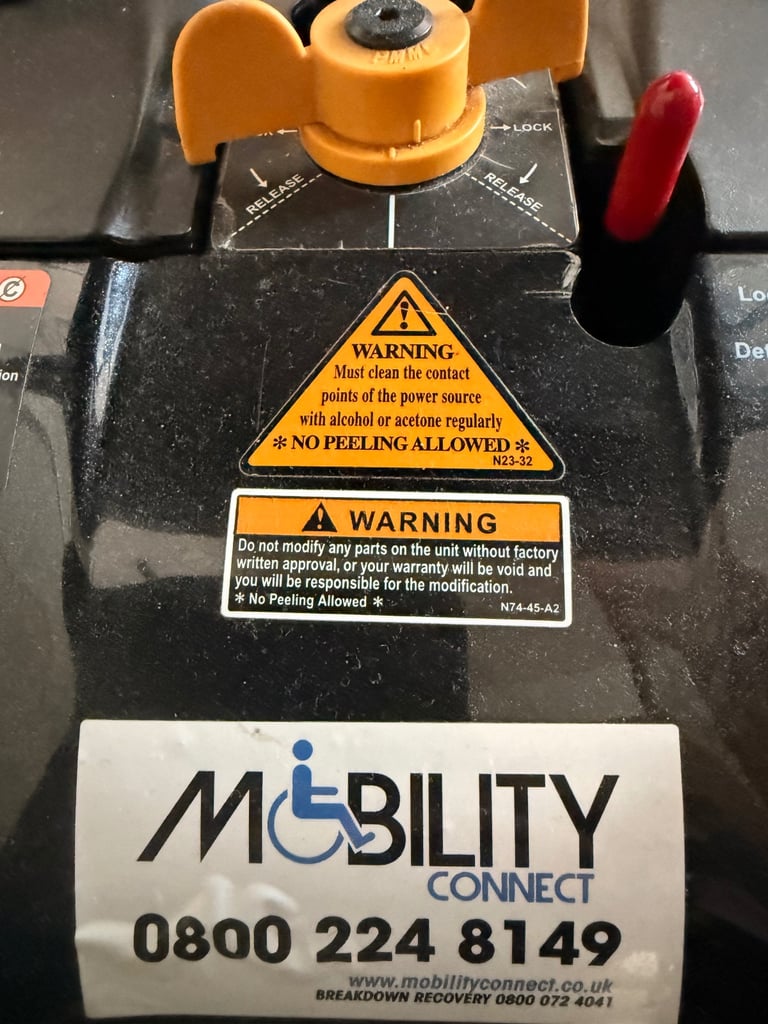 LOCK
RELEASE
RELEASE
WARNING
Must clean the contact
points of the power source
with alcohol or acetone regularly
* NO PEELING ALLOWED *
N23-32
WARNING
Do not modify any parts on the unit without factory
written approval, or your warranty will be void and
you will be responsible for the modification.
* No Peeling Allowed *
N74-45-A2
MOBILITY
CONNECT
0800 224 8149
www.mobilityconnect.co.uk
BREAKDOWN RECOVERY 0800 072 4041